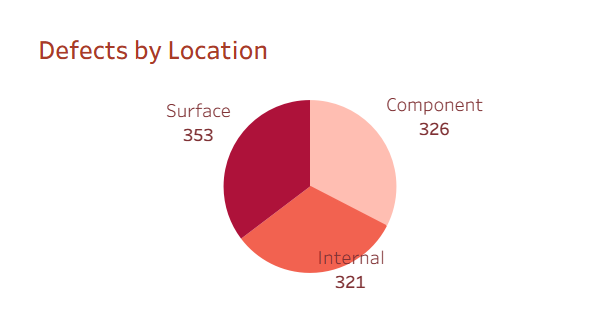 Defects by Location
Surface
353
Component
326
Internal
321